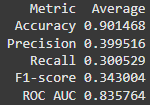 Metric Average
Accuracy 0.901468
Precision 0.399516
Recall 0.300529
F1-score 0.343004
ROC AUC 0.835764